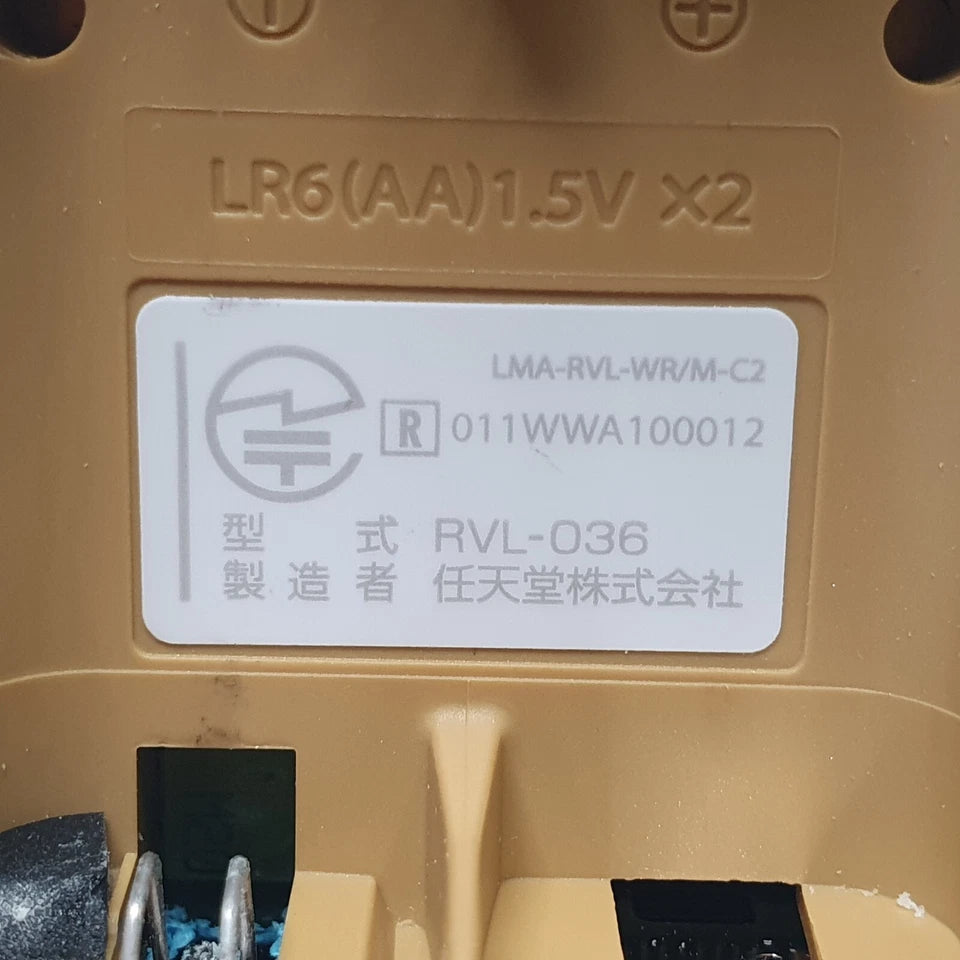 LR6(AA)1.5V X2
LMA-RVL-WR/M-C2
R 011WWA100012
型 式 RVL-036
製造者 任天堂株式会社